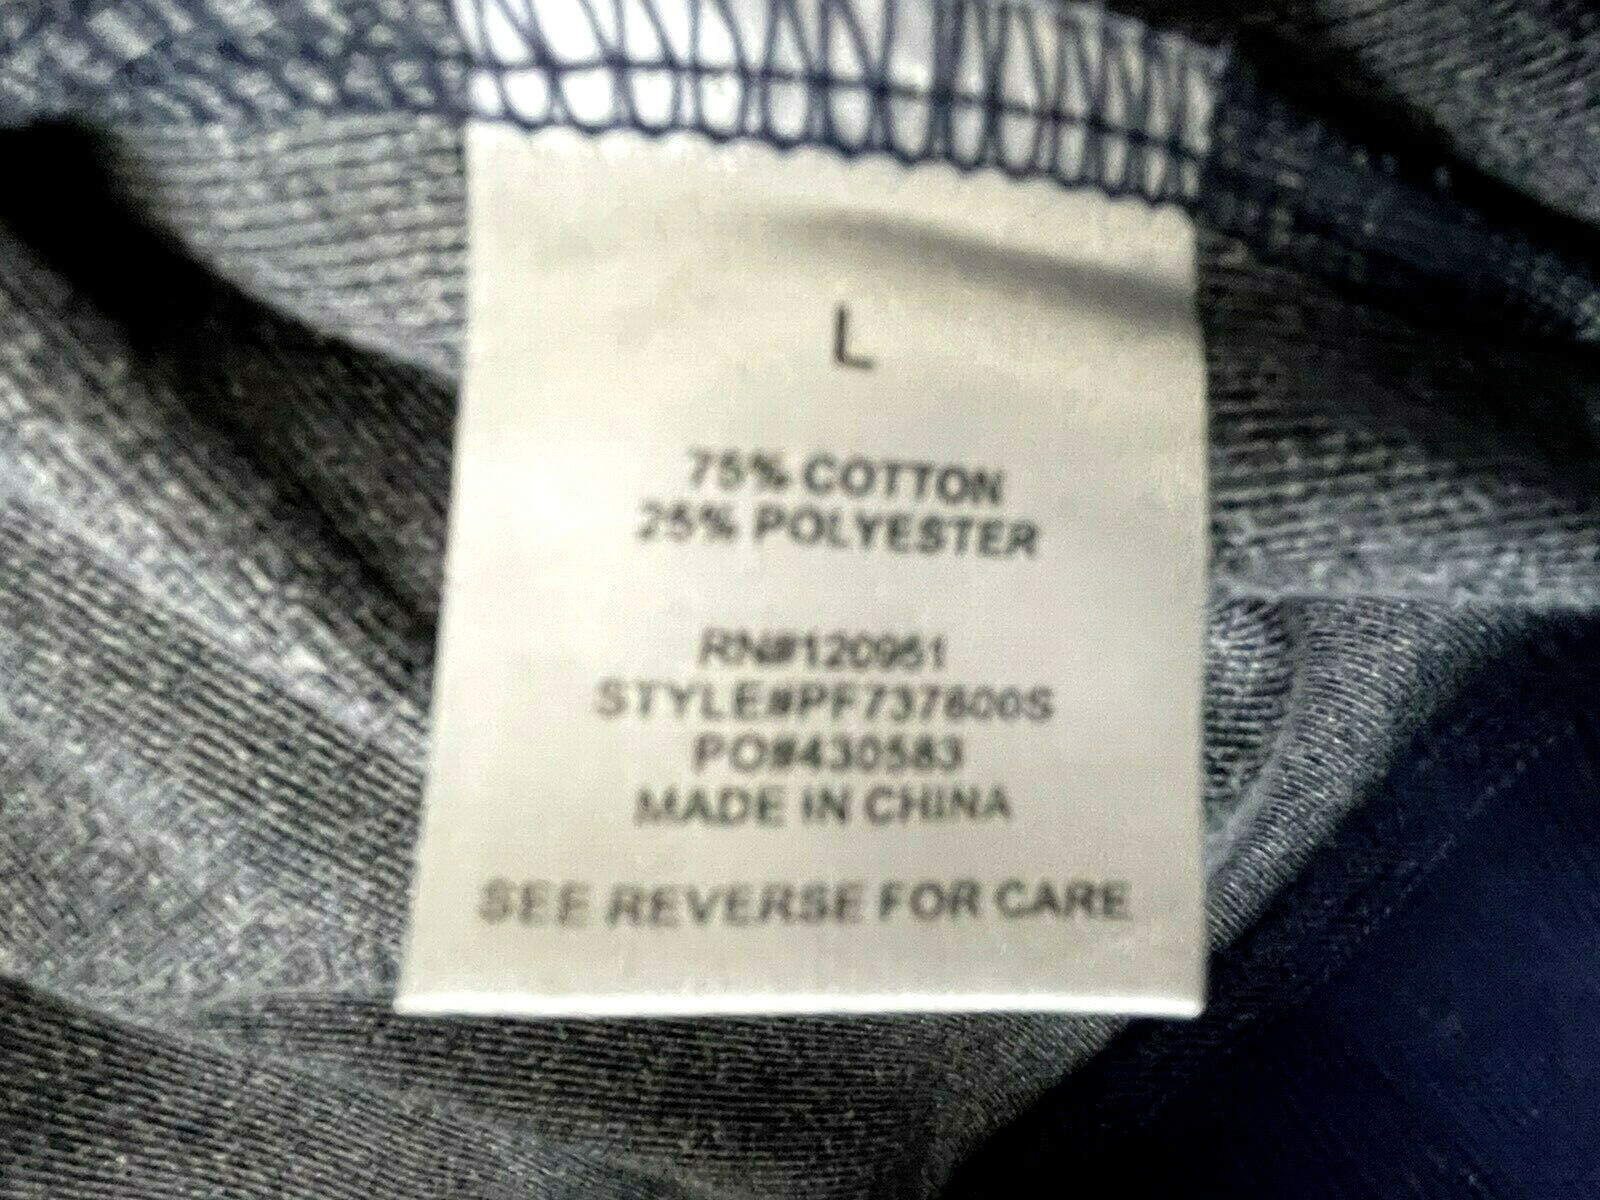 L
75% COTTON
25% POLYESTER
RN#120951
STYLE#PF737600S
PO#430583
MADE IN CHINA
SEE REVERSE FOR CARE